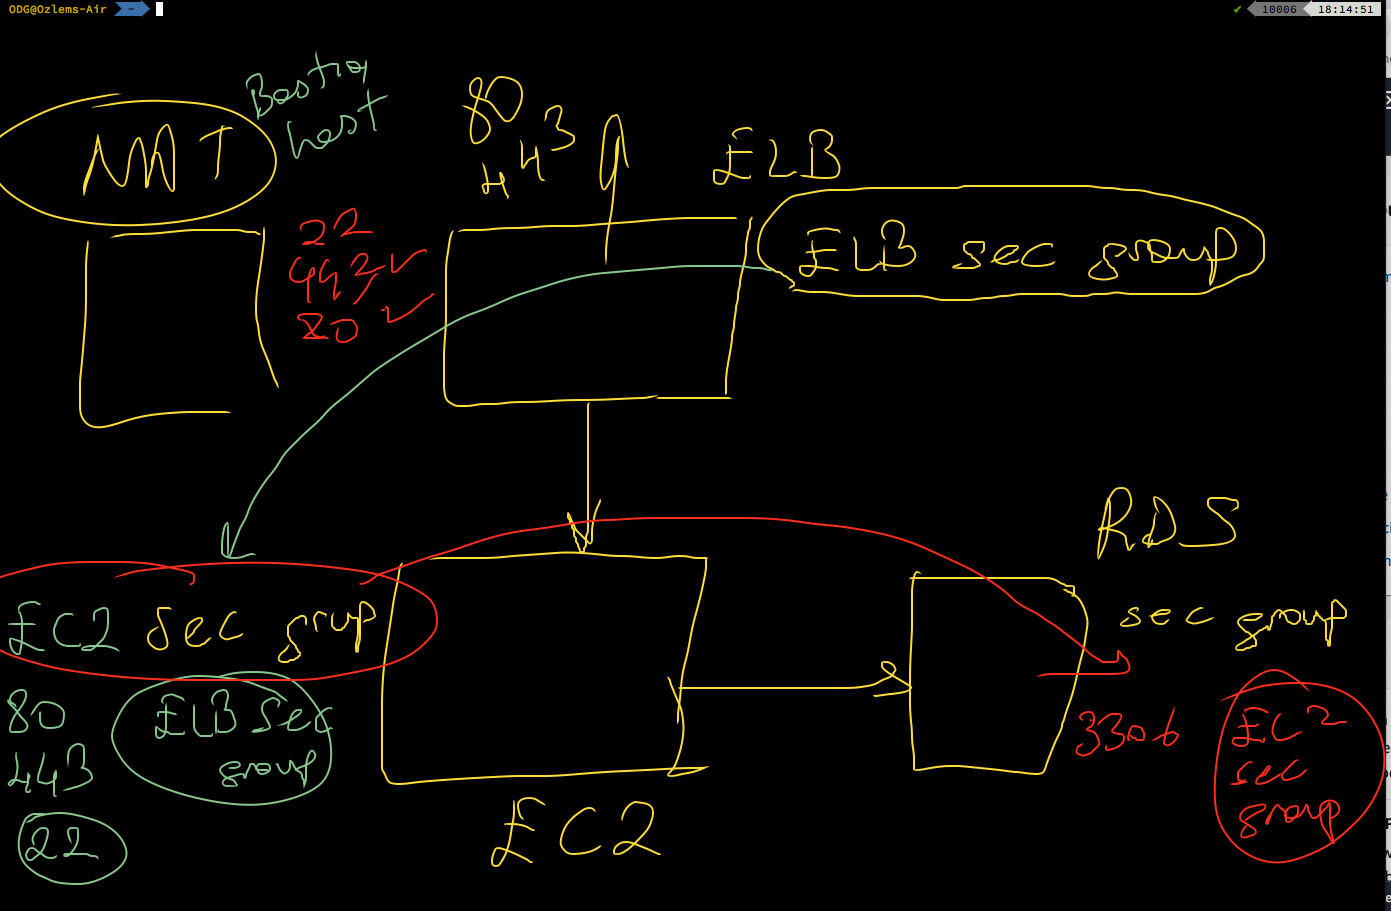 ODG@Ozlems-Air ~
✔ 10006 18:14:51
Bastion
host
NAT
80
443
ELB
ELB sec group
22
443 ✓
80 ✓
RDS
sec group
EC2 sec grup
80
443
22
ELB Sec
group
3306
EC2
sec
group
EC2